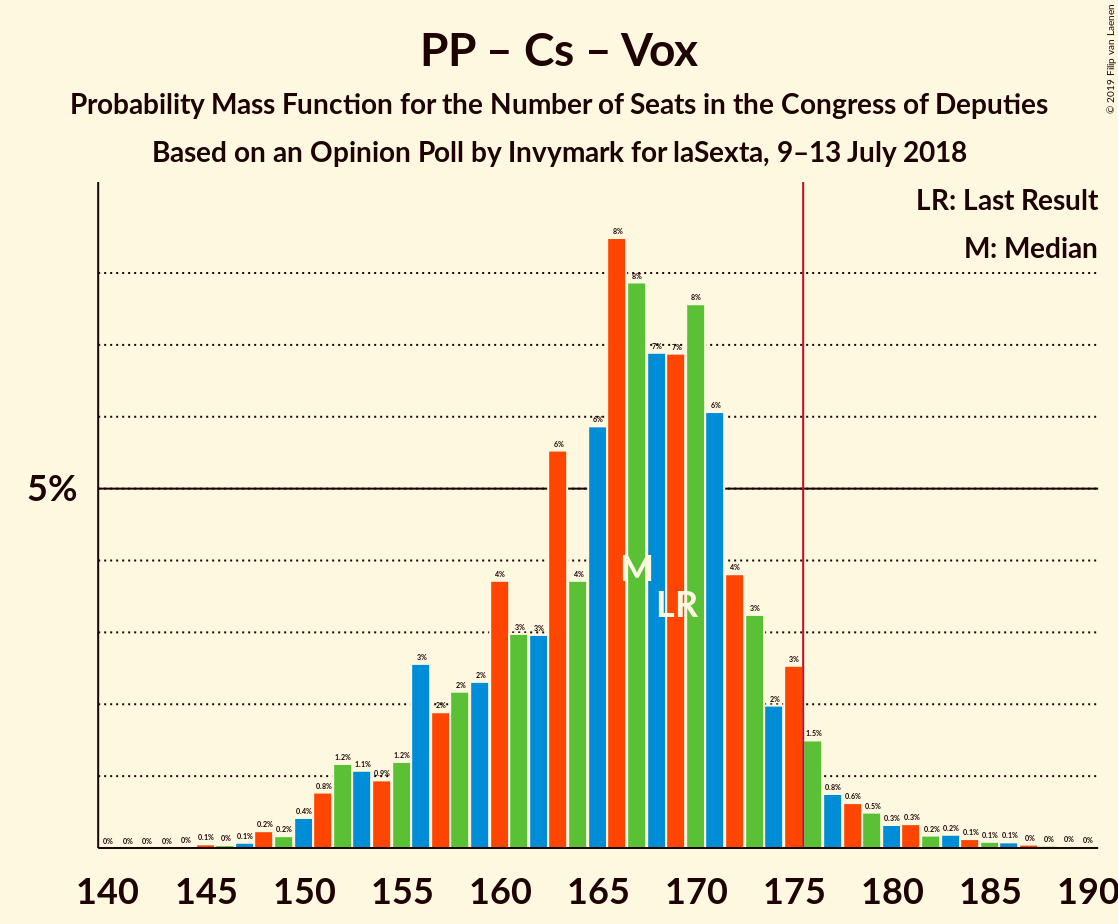 PP – Cs – Vox
Probability Mass Function for the Number of Seats in the Congress of Deputies
Based on an Opinion Poll by Invymark for laSexta, 9–13 July 2018
© 2019 Filip van Laenen
LR: Last Result
M: Median
5%
0% 0% 0% 0% 0% 0.1% 0% 0.1% 0.2% 0.2% 0.4% 0.8% 1.2% 1.1% 0.9% 1.2% 3% 2% 2% 2% 4% 3% 3% 6% 4% 6% 8% 8% 7% 7% 8% 6% 4% 3% 2% 3% 1.5% 0.8% 0.6% 0.5% 0.3% 0.3% 0.2% 0.2% 0.1% 0.1% 0.1% 0% 0% 0% 0%
M
LR
140 145 150 155 160 165 170 175 180 185 190